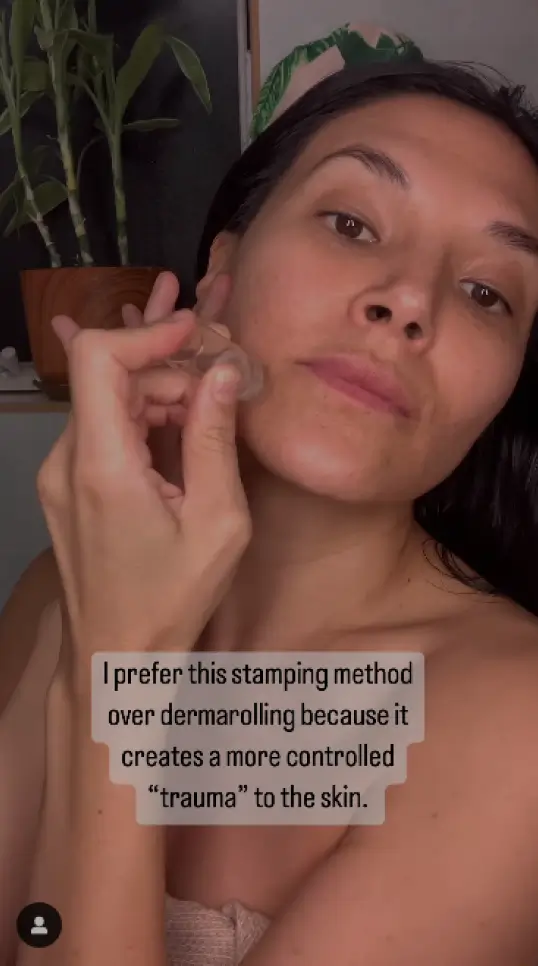 I prefer this stamping method
over dermarolling because it
creates a more controlled
“trauma” to the skin.